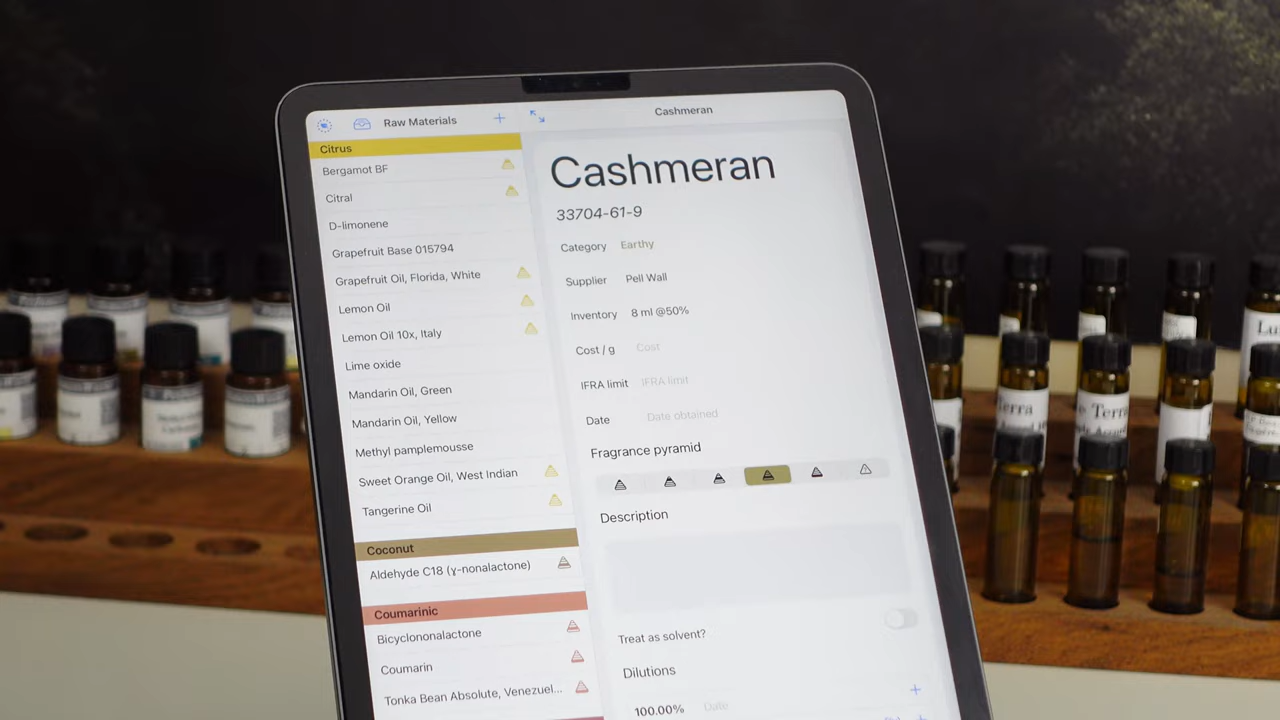 Raw Materials
Citrus
Bergamot BF
Citral
D-limonene
Grapefruit Base 015794
Grapefruit Oil, Florida, White
Lemon Oil
Lemon Oil 10x, Italy
Lime oxide
Mandarin Oil, Green
Mandarin Oil, Yellow
Methyl pamplemousse
Sweet Orange Oil, West Indian
Tangerine Oil
Coconut
Aldehyde C18 (γ-nonalactone)
Coumarinic
Bicyclononalactone
Coumarin
Tonka Bean Absolute, Venezuel...
Cashmeran
Cashmeran
33704-61-9
Category Earthy
Supplier Pell Wall
Inventory 8 ml @50%
Cost / g Cost
IFRA limit IFRA limit
Date Date obtained
Fragrance pyramid
Description
Treat as solvent?
Dilutions
100.00% Date
Terra
Terra
Lu